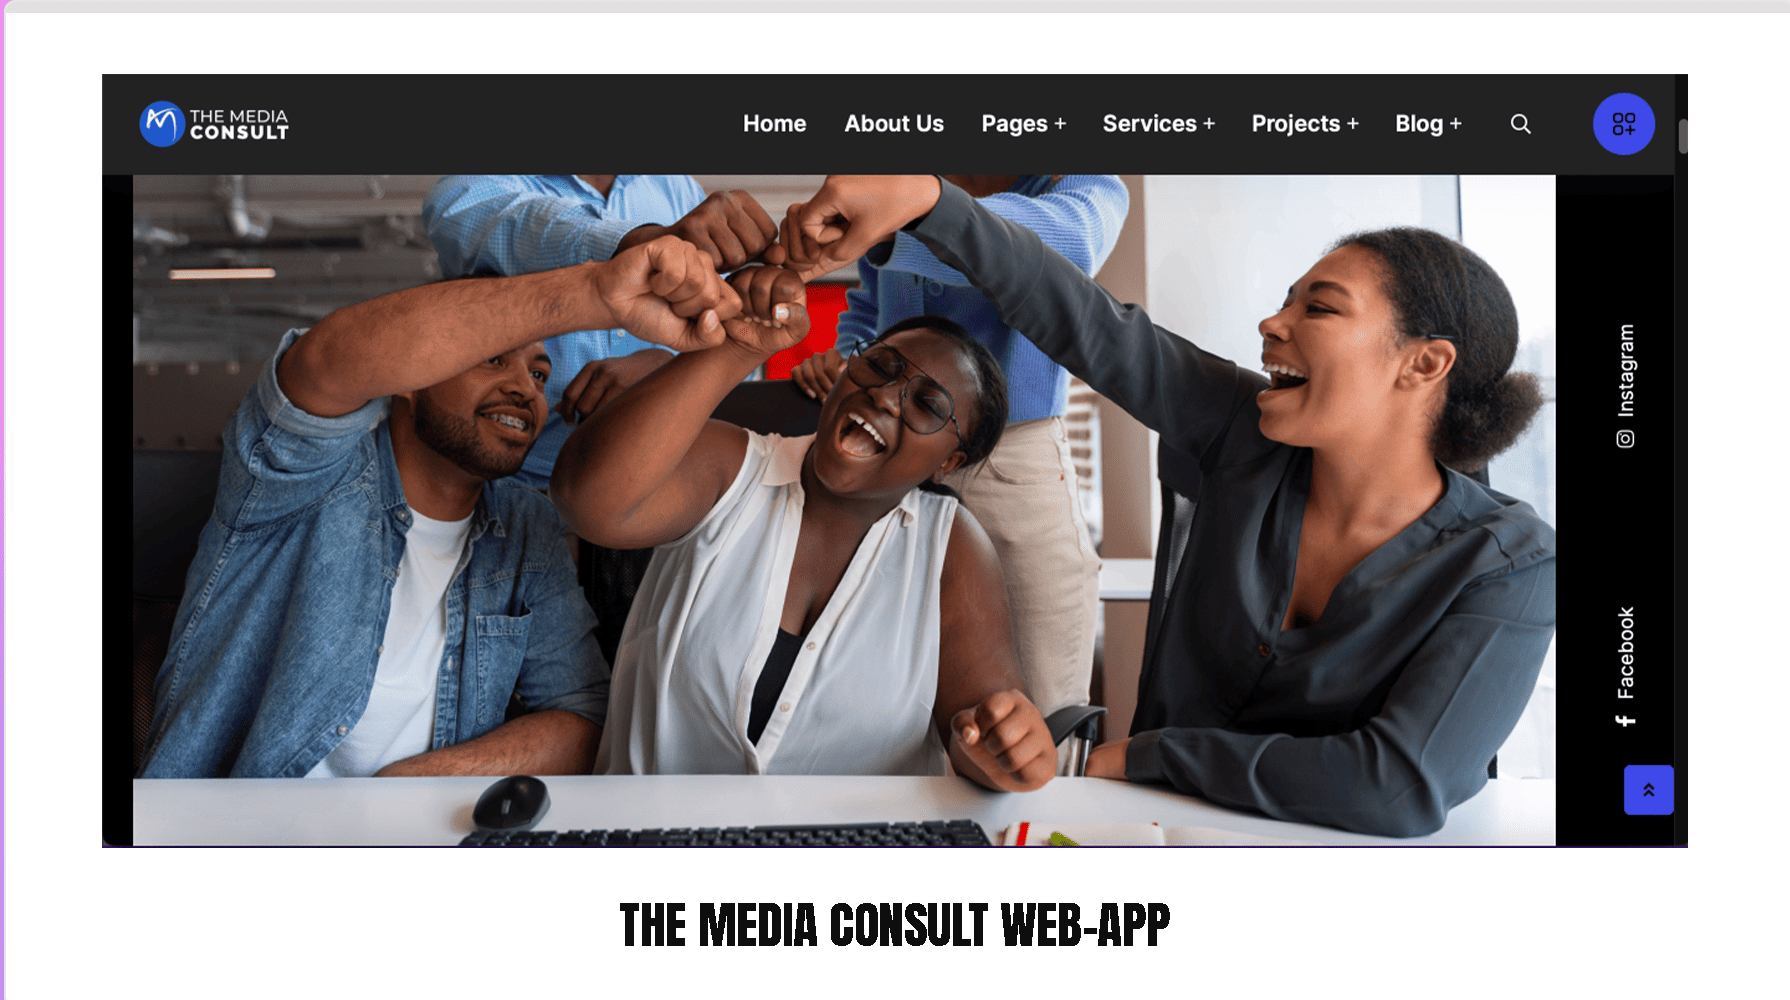 THE MEDIA
CONSULT
Home About Us Pages + Services + Projects + Blog +
Instagram
Facebook
THE MEDIA CONSULT WEB-APP